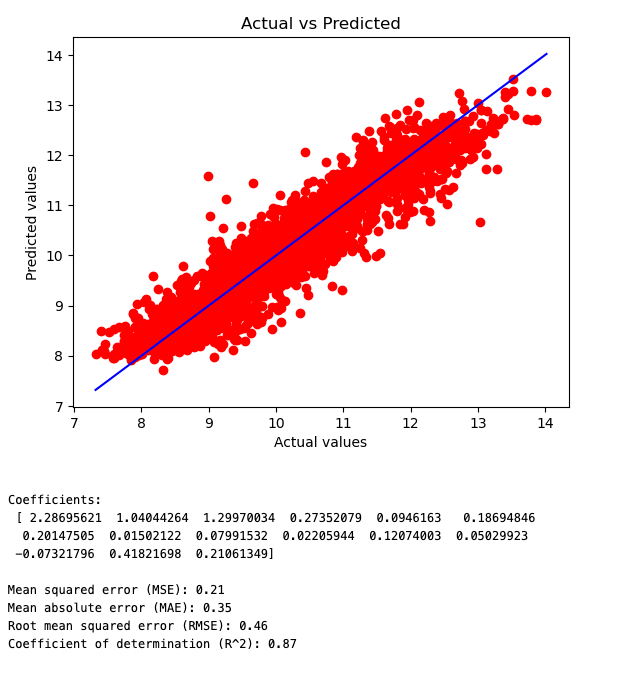 Actual vs Predicted
14
13
12
11
10
9
8
7
Predicted values
7 8 9 10 11 12 13 14
Actual values
Coefficients:
[ 2.28695621 1.04044264 1.29970034 0.27352079 0.0946163 0.18694846
0.20147505 0.01502122 0.07991532 0.02205944 0.12074003 0.05029923
−0.07321796 0.41821698 0.21061349]
Mean squared error (MSE): 0.21
Mean absolute error (MAE): 0.35
Root mean squared error (RMSE): 0.46
Coefficient of determination (R^2): 0.87